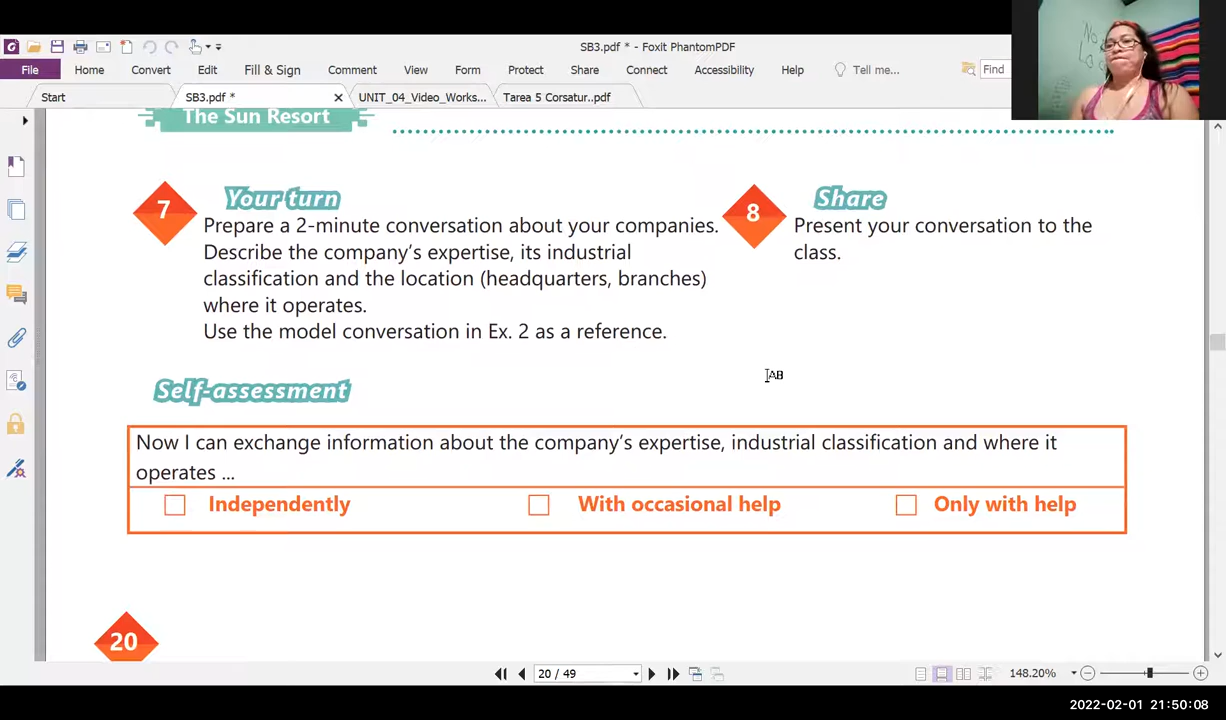 SB3.pdf * - Foxit PhantomPDF
File Home Convert Edit Fill & Sign Comment View Form Protect Share Connect Accessibility Help Tell me... Find
Start SB3.pdf * UNIT_04_Video_Works... Tarea 5 Corsatur..pdf
The Sun Resort
7 Your turn
Prepare a 2-minute conversation about your companies.
Describe the company's expertise, its industrial
classification and the location (headquarters, branches)
where it operates.
Use the model conversation in Ex. 2 as a reference.
8 Share
Present your conversation to the
class.
AB
Self-assessment
Now I can exchange information about the company's expertise, industrial classification and where it
operates ...
Independently With occasional help Only with help
20
20 / 49 148.20%
2022-02-01 21:50:08